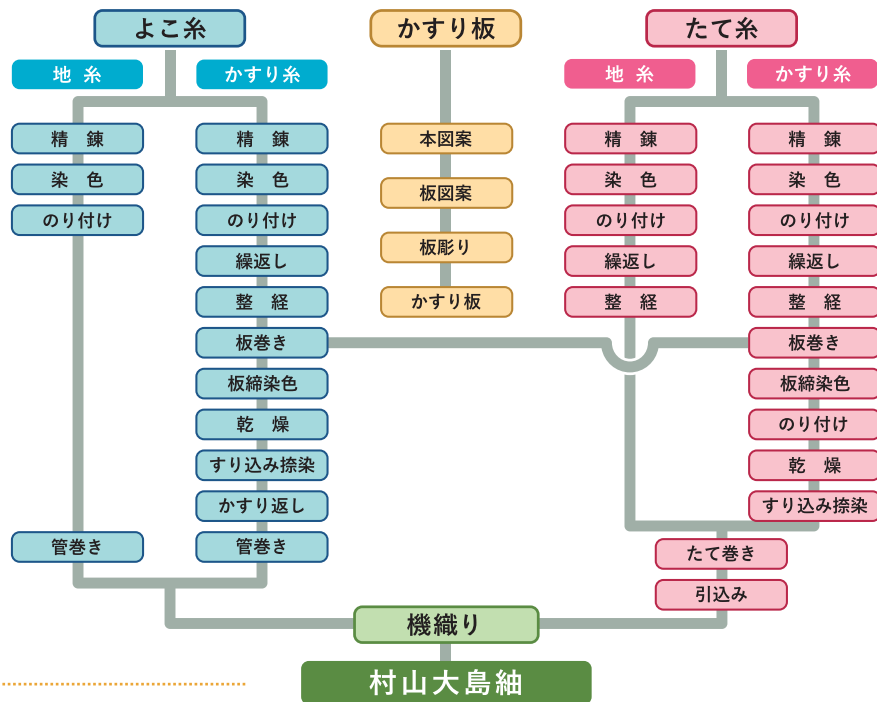 よこ糸
地 糸
精 錬
染 色
のり付け
管巻き
かすり糸
精 錬
染 色
のり付け
繰返し
整 経
板巻き
板締染色
乾 燥
すり込み捺染
かすり返し
管巻き
かすり板
本図案
板図案
板彫り
かすり板
たて糸
地 糸
精 錬
染 色
のり付け
繰返し
整 経
かすり糸
精 錬
染 色
のり付け
繰返し
整 経
板巻き
板締染色
のり付け
乾 燥
すり込み捺染
たて巻き
引込み
機織り
村山大島紬